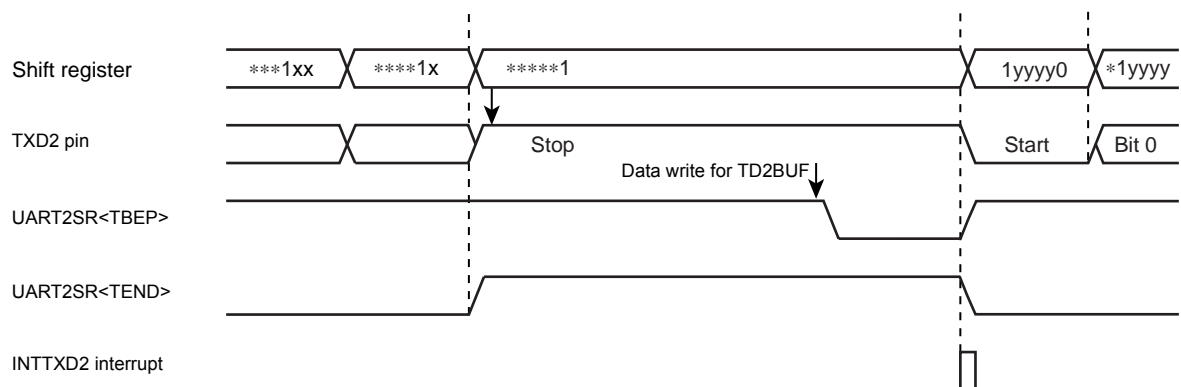 Shift register ***1xx ****1x *****1 1yyyy0 *1yyyy
TXD2 pin Stop Start Bit 0
Data write for TD2BUF
UART2SR<TBEP>
UART2SR<TEND>
INTTXD2 interrupt